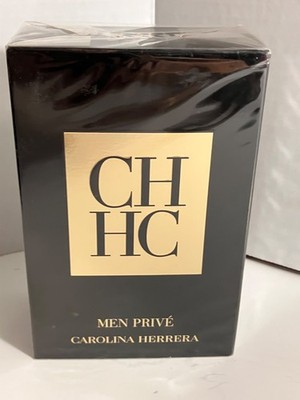 CH
HC
MEN PRIVÉ
CAROLINA HERRERA